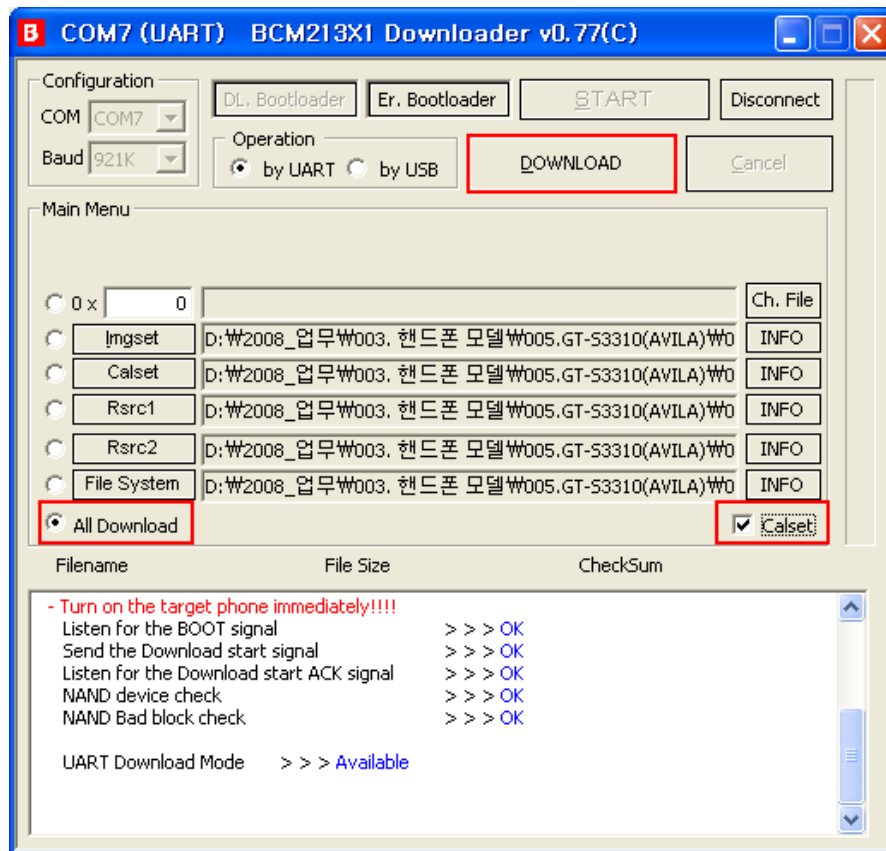 B COM7 (UART) BCM213X1 Downloader v0.77(C)
Configuration
COM COM7
Baud 921K
DL. Bootloader Er. Bootloader START Disconnect
Operation
by UART by USB
DOWNLOAD Cancel
Main Menu
0 x 0 Ch. File
Imgset D:₩2008_업무₩003. 핸드폰 모델₩005.GT-S3310(AVILA)₩0 INFO
Calset D:₩2008_업무₩003. 핸드폰 모델₩005.GT-S3310(AVILA)₩0 INFO
Rsrc1 D:₩2008_업무₩003. 핸드폰 모델₩005.GT-S3310(AVILA)₩0 INFO
Rsrc2 D:₩2008_업무₩003. 핸드폰 모델₩005.GT-S3310(AVILA)₩0 INFO
File System D:₩2008_업무₩003. 핸드폰 모델₩005.GT-S3310(AVILA)₩0 INFO
All Download Calset
Filename File Size CheckSum
- Turn on the target phone immediately!!!!
Listen for the BOOT signal > > > OK
Send the Download start signal > > > OK
Listen for the Download start ACK signal > > > OK
NAND device check > > > OK
NAND Bad block check > > > OK
UART Download Mode > > > Available